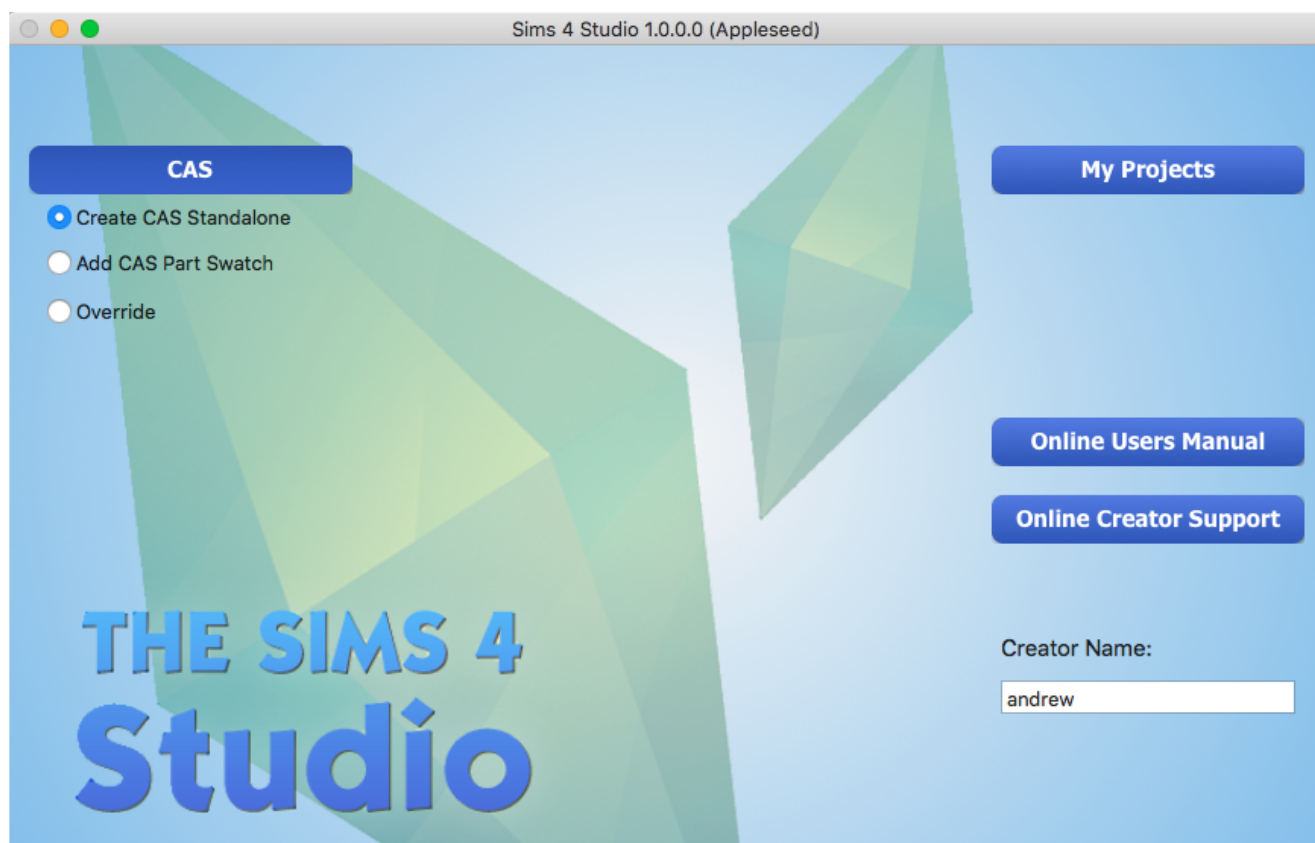 Sims 4 Studio 1.0.0.0 (Appleseed)
CAS
Create CAS Standalone
Add CAS Part Swatch
Override
My Projects
Online Users Manual
Online Creator Support
Creator Name:
andrew
THE SIMS 4
Studio